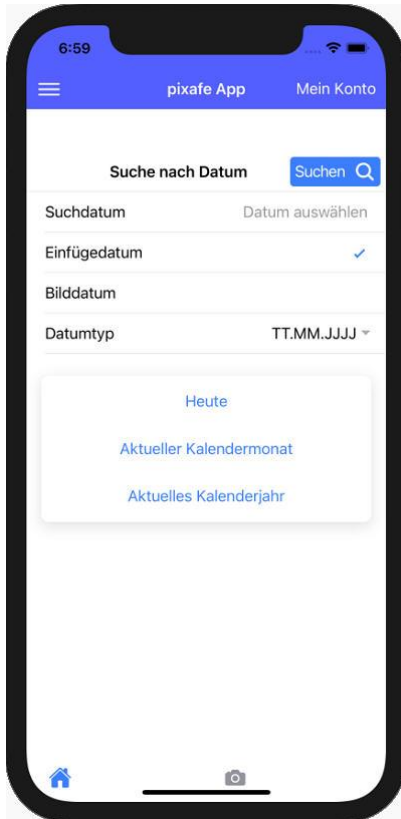 6:59
pixafe App Mein Konto
Suche nach Datum Suchen
Suchdatum Datum auswählen
Einfügedatum
Bilddatum
Datumtyp TT.MM.JJJJ
Heute
Aktueller Kalendermonat
Aktuelles Kalenderjahr